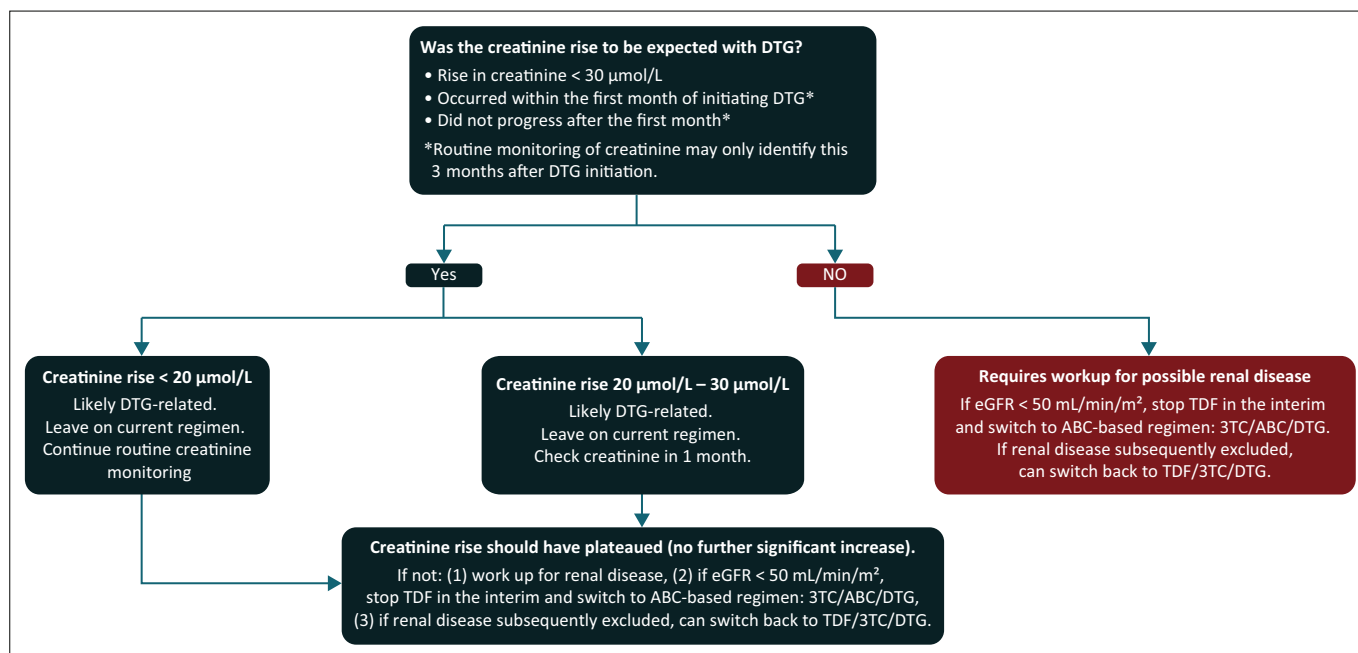 Was the creatinine rise to be expected with DTG?
• Rise in creatinine < 30 µmol/L
• Occurred within the first month of initiating DTG*
• Did not progress after the first month*
*Routine monitoring of creatinine may only identify this
3 months after DTG initiation.
Yes
NO
Creatinine rise < 20 µmol/L
Likely DTG-related.
Leave on current regimen.
Continue routine creatinine
monitoring
Creatinine rise 20 µmol/L – 30 µmol/L
Likely DTG-related.
Leave on current regimen.
Check creatinine in 1 month.
Requires workup for possible renal disease
If eGFR < 50 mL/min/m², stop TDF in the interim
and switch to ABC-based regimen: 3TC/ABC/DTG.
If renal disease subsequently excluded,
can switch back to TDF/3TC/DTG.
Creatinine rise should have plateaued (no further significant increase).
If not: (1) work up for renal disease, (2) if eGFR < 50 mL/min/m²,
stop TDF in the interim and switch to ABC-based regimen: 3TC/ABC/DTG,
(3) if renal disease subsequently excluded, can switch back to TDF/3TC/DTG.